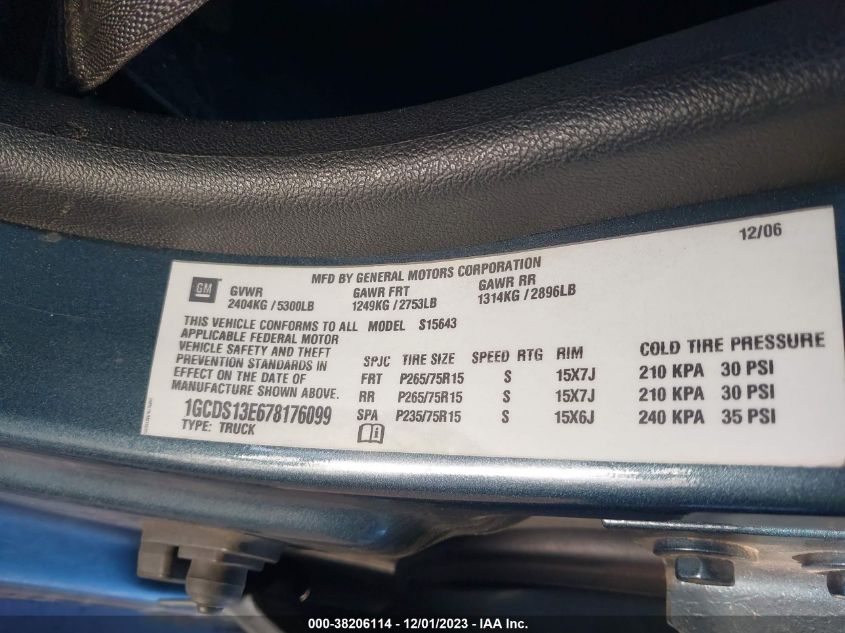 12/06
MFD BY GENERAL MOTORS CORPORATION
GM GVWR GAWR FRT GAWR RR
2404KG / 5300LB 1249KG / 2753LB 1314KG / 2896LB
THIS VEHICLE CONFORMS TO ALL MODEL S15643
APPLICABLE FEDERAL MOTOR
VEHICLE SAFETY AND THEFT
PREVENTION STANDARDS IN
EFFECT ON THE DATE OF
MANUFACTURE SHOWN ABOVE.
1GCDS13E678176099
TYPE: TRUCK
SPJC TIRE SIZE SPEED RTG RIM COLD TIRE PRESSURE
FRT P265/75R15 S 15X7J 210 KPA 30 PSI
RR P265/75R15 S 15X7J 210 KPA 30 PSI
SPA P235/75R15 S 15X6J 240 KPA 35 PSI
000-38206114 - 12/01/2023 - IAA Inc.